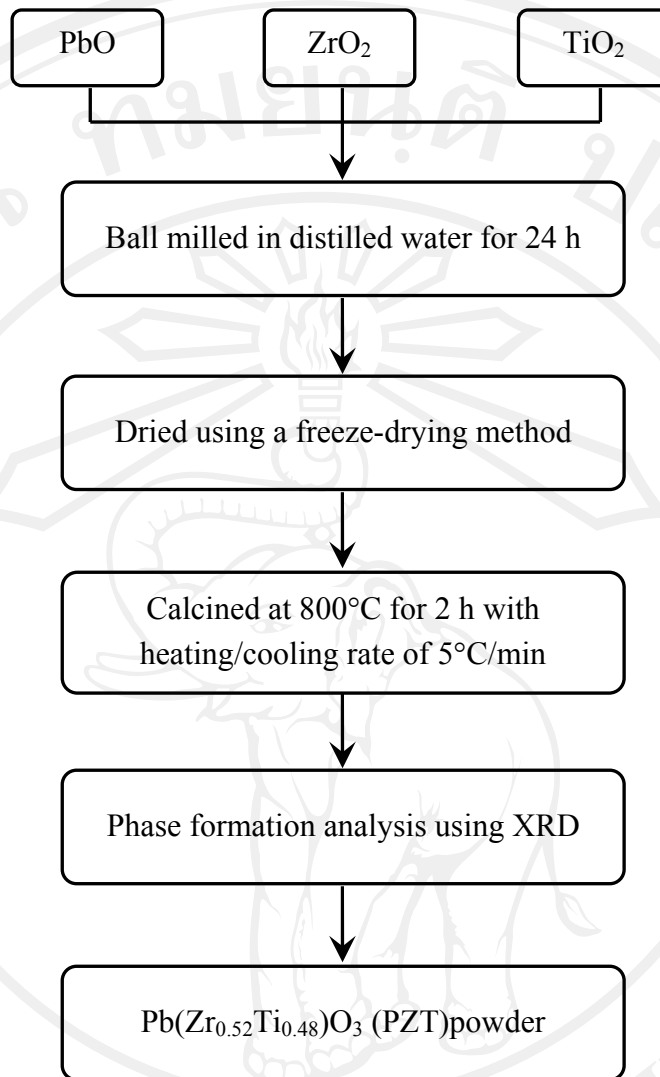 PbO
ZrO₂
TiO₂
Ball milled in distilled water for 24 h
Dried using a freeze-drying method
Calcined at 800°C for 2 h with
heating/cooling rate of 5°C/min
Phase formation analysis using XRD
Pb(Zr₀.₅₂Ti₀.₄₈)O₃ (PZT)powder